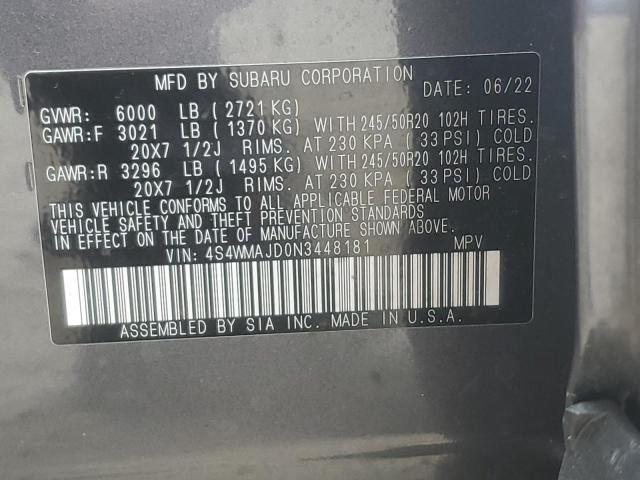 MFD BY SUBARU CORPORATION DATE: 06/22
GVWR: 6000 LB ( 2721 KG)
GAWR:F 3021 LB ( 1370 KG) WITH 245/50R20 102H TIRES.
20X7 1/2J RIMS. AT 230 KPA ( 33 PSI) COLD
GAWR:R 3296 LB ( 1495 KG) WITH 245/50R20 102H TIRES.
20X7 1/2J RIMS. AT 230 KPA ( 33 PSI) COLD
THIS VEHICLE CONFORMS TO ALL APPLICABLE FEDERAL MOTOR
VEHICLE SAFETY AND THEFT PREVENTION STANDARDS
IN EFFECT ON THE DATE OF MANUFACTURE SHOWN ABOVE.
VIN: 4S4WMAJD0N3448181 MPV
ASSEMBLED BY SIA INC. MADE IN U.S.A.